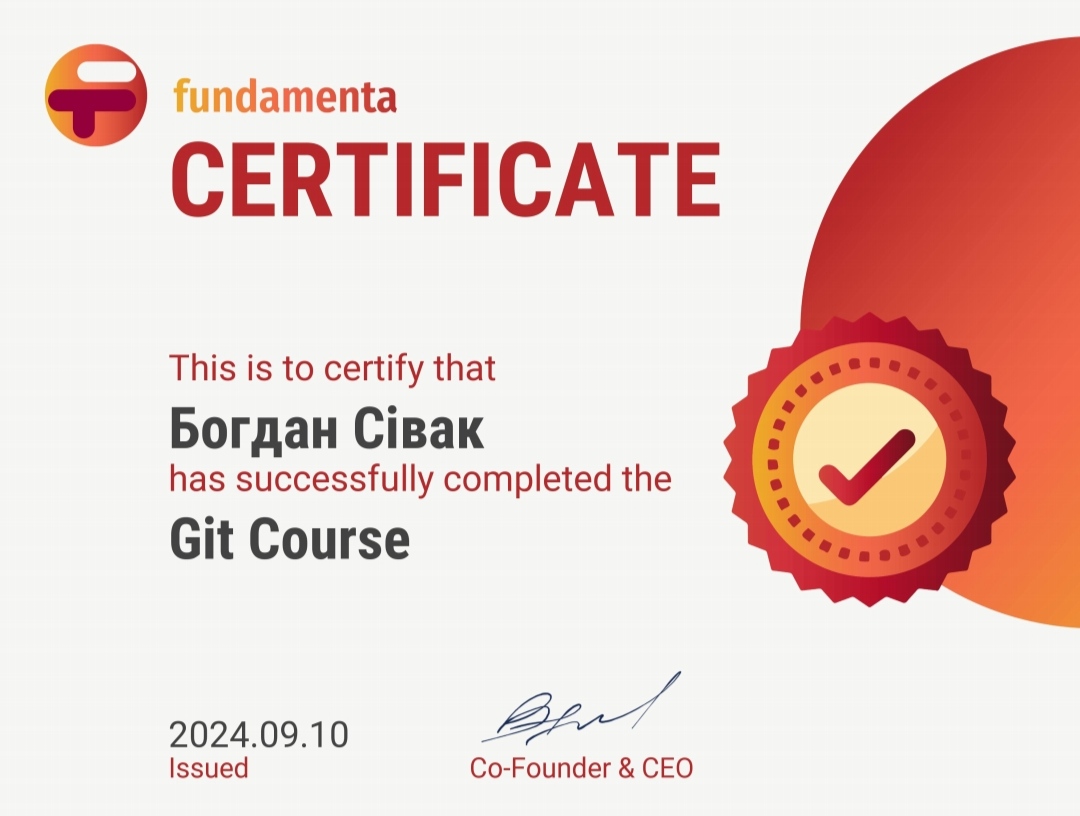 fundamenta
CERTIFICATE
This is to certify that
Богдан Сівак
has successfully completed the
Git Course
2024.09.10
Issued
Co-Founder & CEO